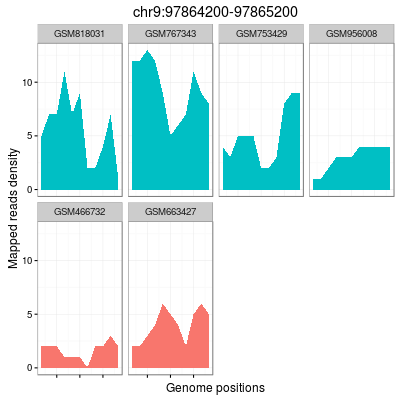 chr9:97864200-97865200
GSM818031 GSM767343 GSM753429 GSM956008
10
5
0
GSM466732 GSM663427
10
5
0
Mapped reads density
Genome positions